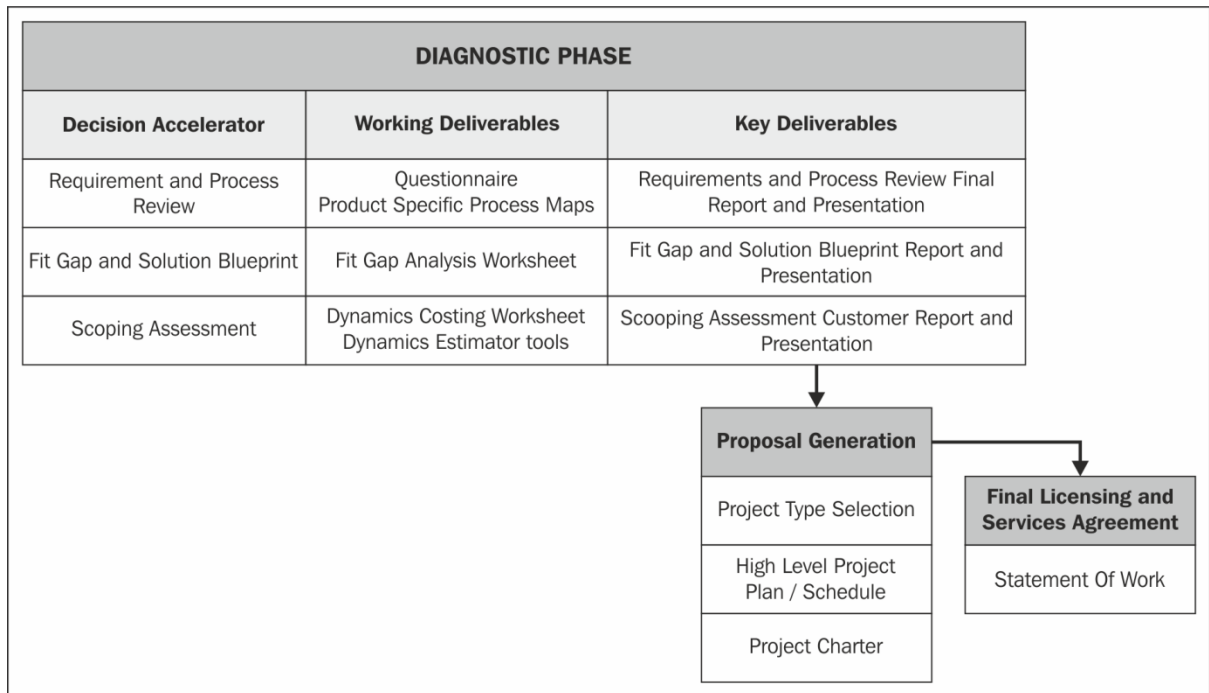 DIAGNOSTIC PHASE
Decision Accelerator
Working Deliverables
Key Deliverables
Requirement and Process
Review
Questionnaire
Product Specific Process Maps
Requirements and Process Review Final
Report and Presentation
Fit Gap and Solution Blueprint
Fit Gap Analysis Worksheet
Fit Gap and Solution Blueprint Report and
Presentation
Scoping Assessment
Dynamics Costing Worksheet
Dynamics Estimator tools
Scooping Assessment Customer Report and
Presentation
Proposal Generation
Project Type Selection
High Level Project
Plan / Schedule
Project Charter
Final Licensing and
Services Agreement
Statement Of Work